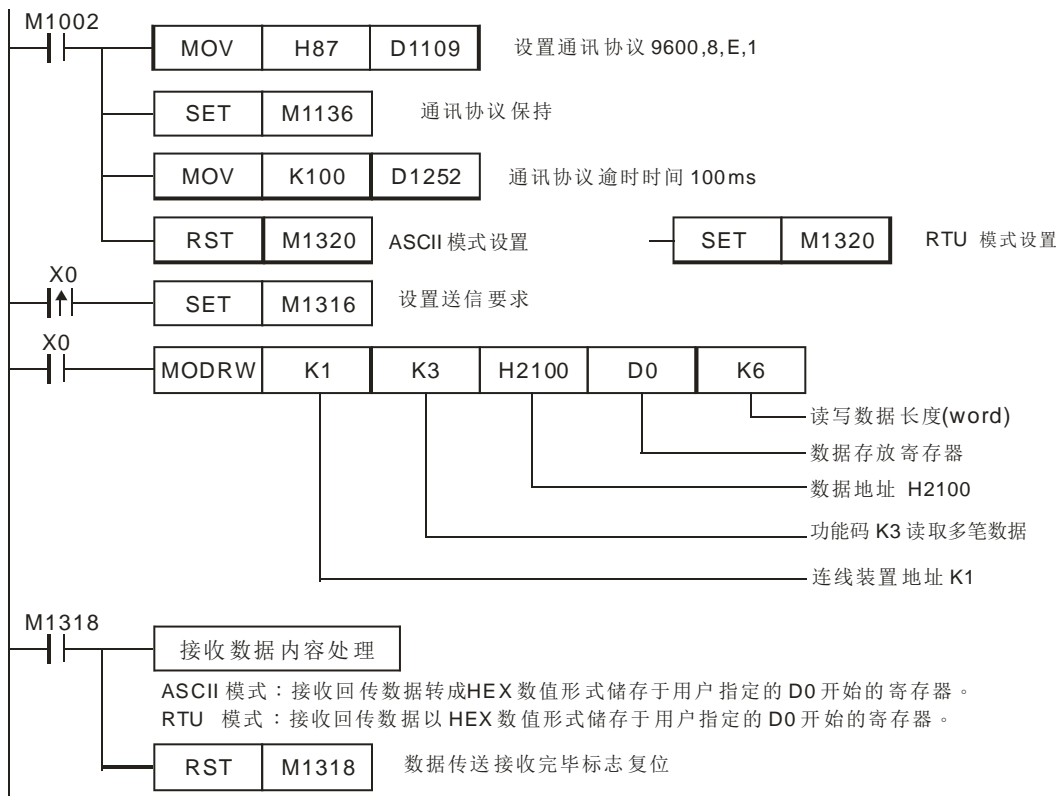 M1002
MOV H87 D1109 设置通讯协议 9600,8,E,1
SET M1136 通讯协议保持
MOV K100 D1252 通讯协议逾时时间 100ms
RST M1320 ASCII 模式设置 SET M1320 RTU 模式设置
X0
SET M1316 设置送信要求
X0
MODRW K1 K3 H2100 D0 K6
读写数据长度(word)
数据存放寄存器
数据地址 H2100
功能码 K3 读取多笔数据
连线装置地址 K1
M1318
接收数据内容处理
ASCII 模式：接收回传数据转成HEX 数值形式储存于用户指定的 D0 开始的寄存器。
RTU 模式：接收回传数据以 HEX 数值形式储存于用户指定的 D0 开始的寄存器。
RST M1318 数据传送接收完毕标志复位